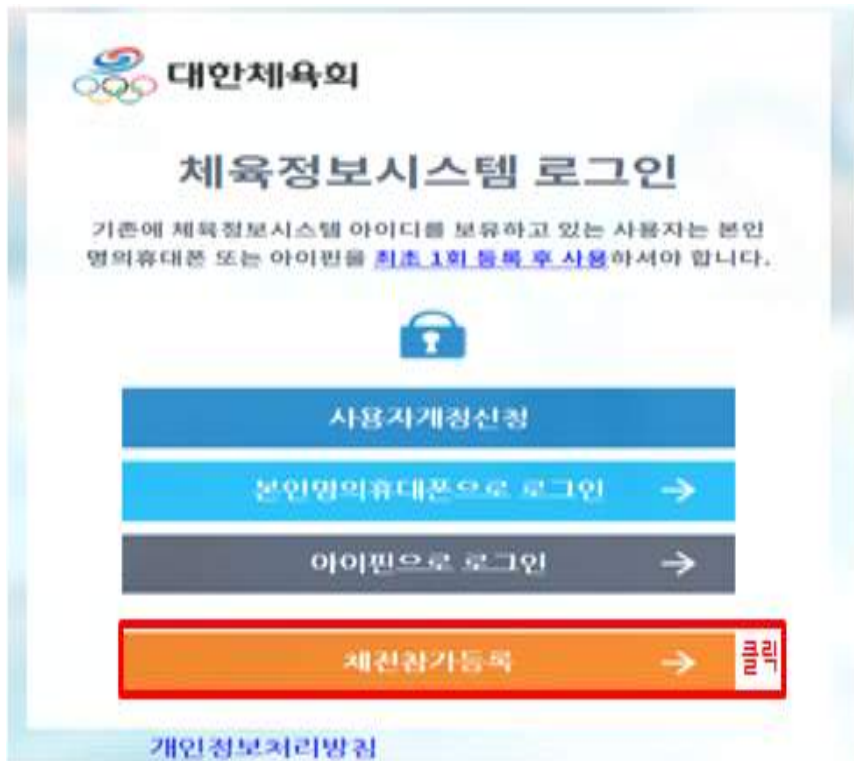 대한체육회
체육정보시스템 로그인
기존에 체육정보시스템 아이디를 보유하고 있는 사용자는 본인
명의휴대폰 또는 아이핀을 최초 1회 등록 후 사용하셔야 합니다.
사용자계정신청
본인명의휴대폰으로 로그인
아이핀으로 로그인
체전참가등록
클릭
개인정보처리방침